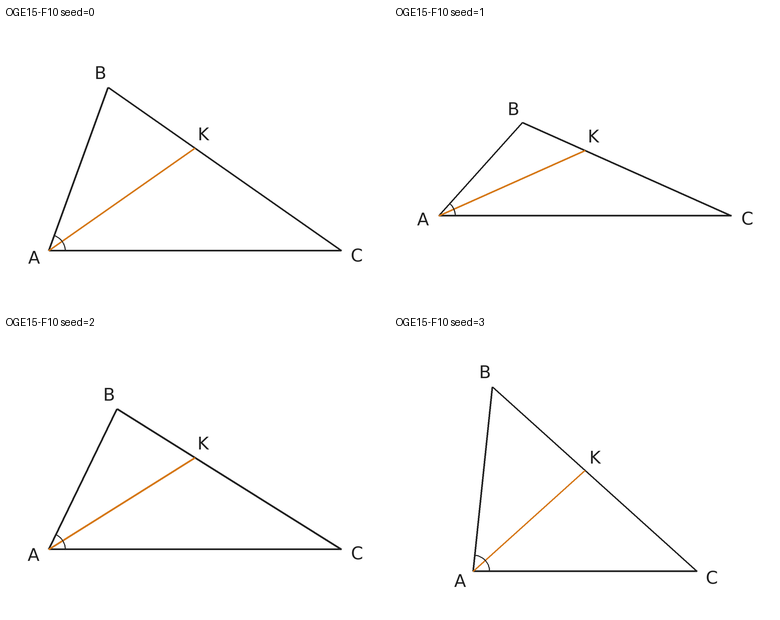 OGE15-F10 seed=0
B
K
A
C
OGE15-F10 seed=1
B
K
A
C
OGE15-F10 seed=2
B
K
A
C
OGE15-F10 seed=3
B
K
A
C